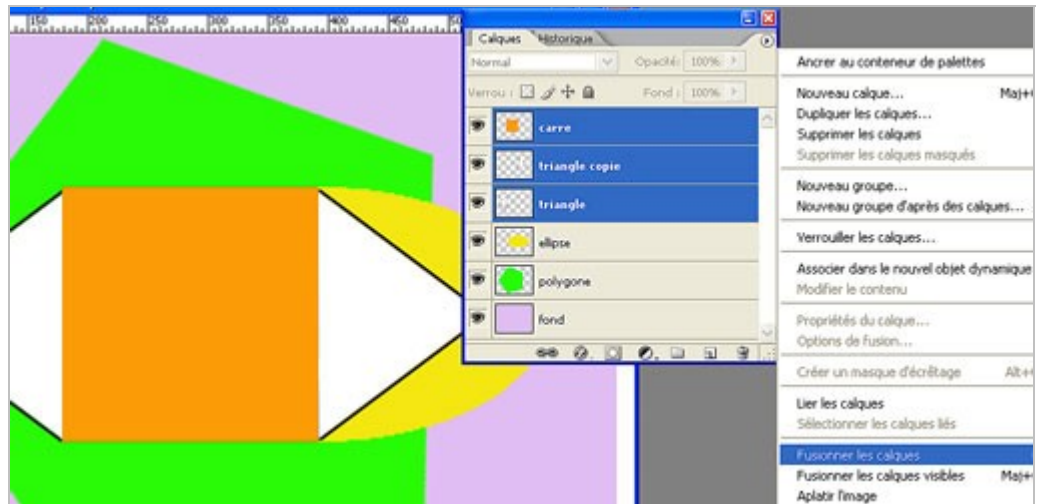 150 200 250 300 350 400 450 50
Calques Historique
Normal Opacité: 100%
Verrou : Fond : 100%
carre
triangle copie
triangle
ellipse
polygone
fond
Ancrer au conteneur de palettes
Nouveau calque... Maj+
Dupliquer les calques...
Supprimer les calques
Supprimer les calques masqués
Nouveau groupe...
Nouveau groupe d'après des calques...
Verrouiller les calques...
Associer dans le nouvel objet dynamique
Modifier le contenu
Propriétés du calque...
Options de fusion...
Créer un masque d'écrêtage Alt+
Lier les calques
Sélectionner les calques liés
Fusionner les calques
Fusionner les calques visibles Maj+
Aplatir l'image